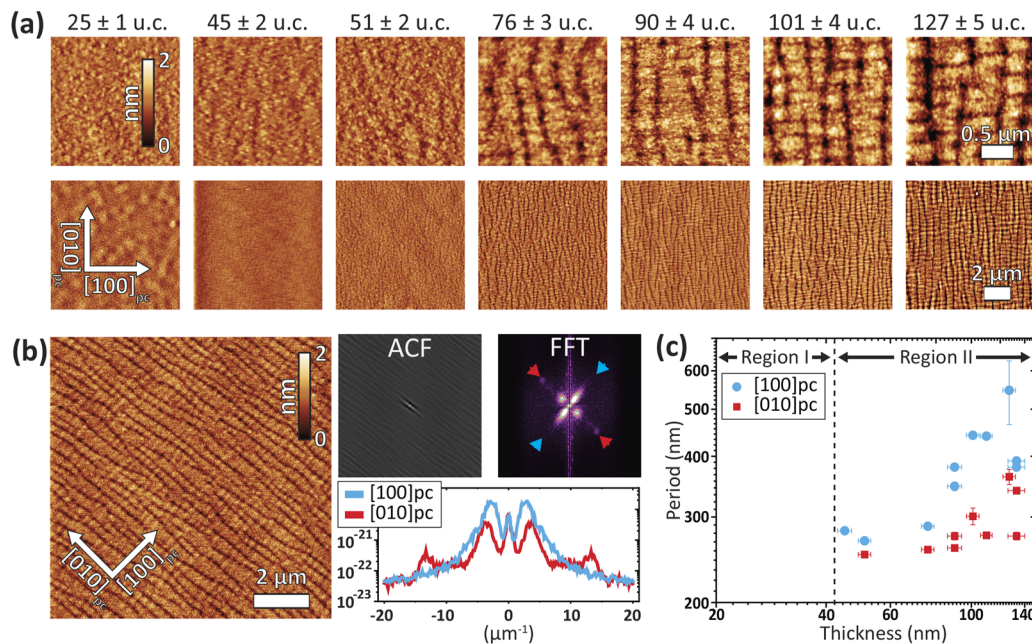 (a)
25 ± 1 u.c. 45 ± 2 u.c. 51 ± 2 u.c. 76 ± 3 u.c. 90 ± 4 u.c. 101 ± 4 u.c. 127 ± 5 u.c.
2
nm
0
0.5 µm
[010]pc
[100]pc
2 µm
(b)
2
nm
0
[010]pc
[100]pc
2 µm
ACF
FFT
[100]pc
[010]pc
10-21
10-22
10-23
-20 -10 0 10 20
(µm-1)
(c)
Region I
Region II
[100]pc
[010]pc
Period (nm)
600
500
400
300
200
20 40 60 80 100 140
Thickness (nm)